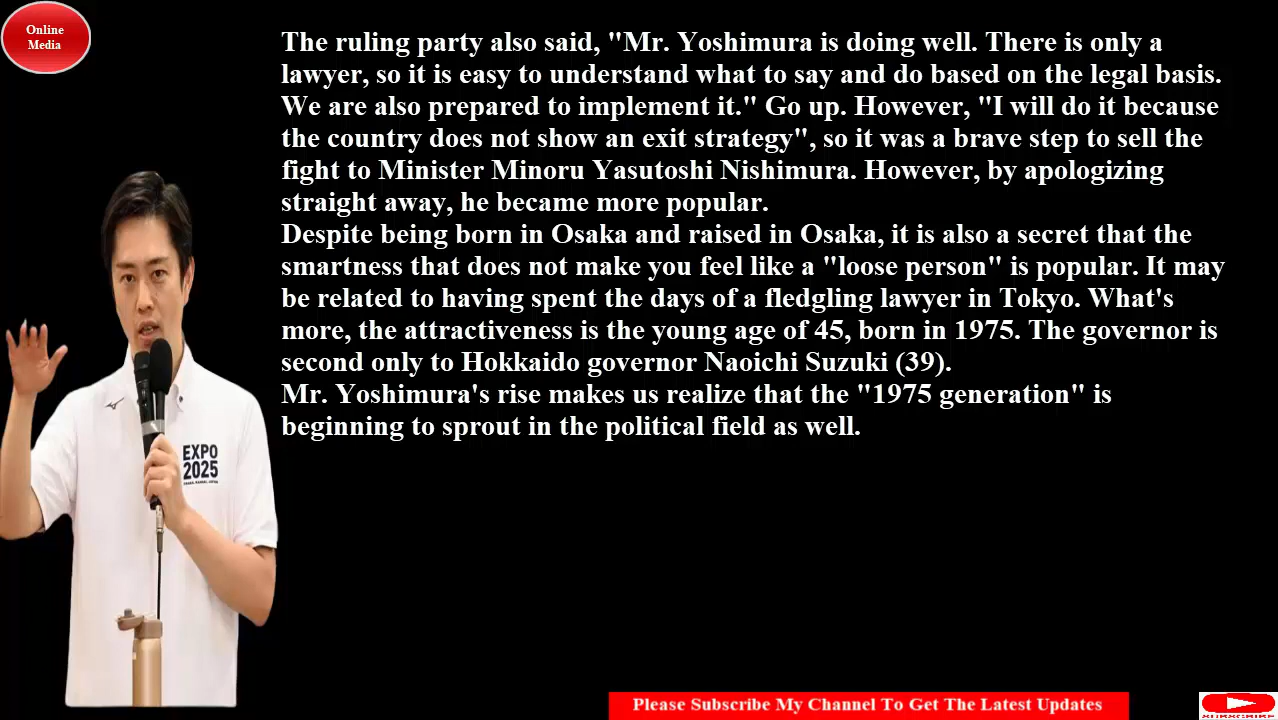 Online
Media
The ruling party also said, "Mr. Yoshimura is doing well. There is only a
lawyer, so it is easy to understand what to say and do based on the legal basis.
We are also prepared to implement it." Go up. However, "I will do it because
the country does not show an exit strategy", so it was a brave step to sell the
fight to Minister Minoru Yasutoshi Nishimura. However, by apologizing
straight away, he became more popular.
Despite being born in Osaka and raised in Osaka, it is also a secret that the
smartness that does not make you feel like a "loose person" is popular. It may
be related to having spent the days of a fledgling lawyer in Tokyo. What's
more, the attractiveness is the young age of 45, born in 1975. The governor is
second only to Hokkaido governor Naoichi Suzuki (39).
Mr. Yoshimura's rise makes us realize that the "1975 generation" is
beginning to sprout in the political field as well.
EXPO
2025
OSAKA, KANSAI, JAPAN
Please Subscribe My Channel To Get The Latest Updates
SUBSCRIBE